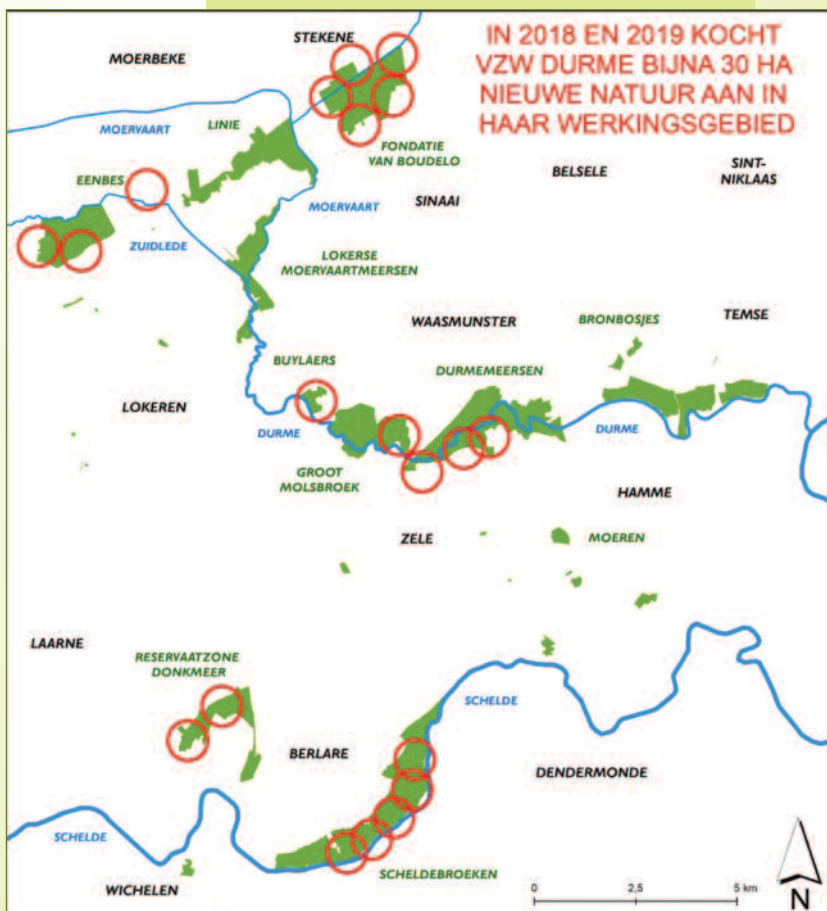 IN 2018 EN 2019 KOCHT
VZW DURME BIJNA 30 HA
NIEUWE NATUUR AAN IN
HAAR WERKINGSGEBIED
STEKENE
MOERBEKE
MOERVAART
LINIE
FONDATIE
VAN BOUDELO
BELSELE
SINT-
NIKLAAS
EENBES
MOERVAART
SINAAI
ZUIDLEDE
LOKERSE
MOERVAARTMEERSEN
WAASMUNSTER
BRONBOSJES
TEMSE
BUYLAERS
DURMEMEERSEN
LOKEREN
DURME
DURME
GROOT
MOLSBROEK
HAMME
ZELE
MOEREN
LAARNE
RESERVAATZONE
DONKMEER
SCHELDE
BERLARE
DENDERMONDE
SCHELDE
SCHELDEBROEKEN
WICHELEN
0 2,5 5 km
N